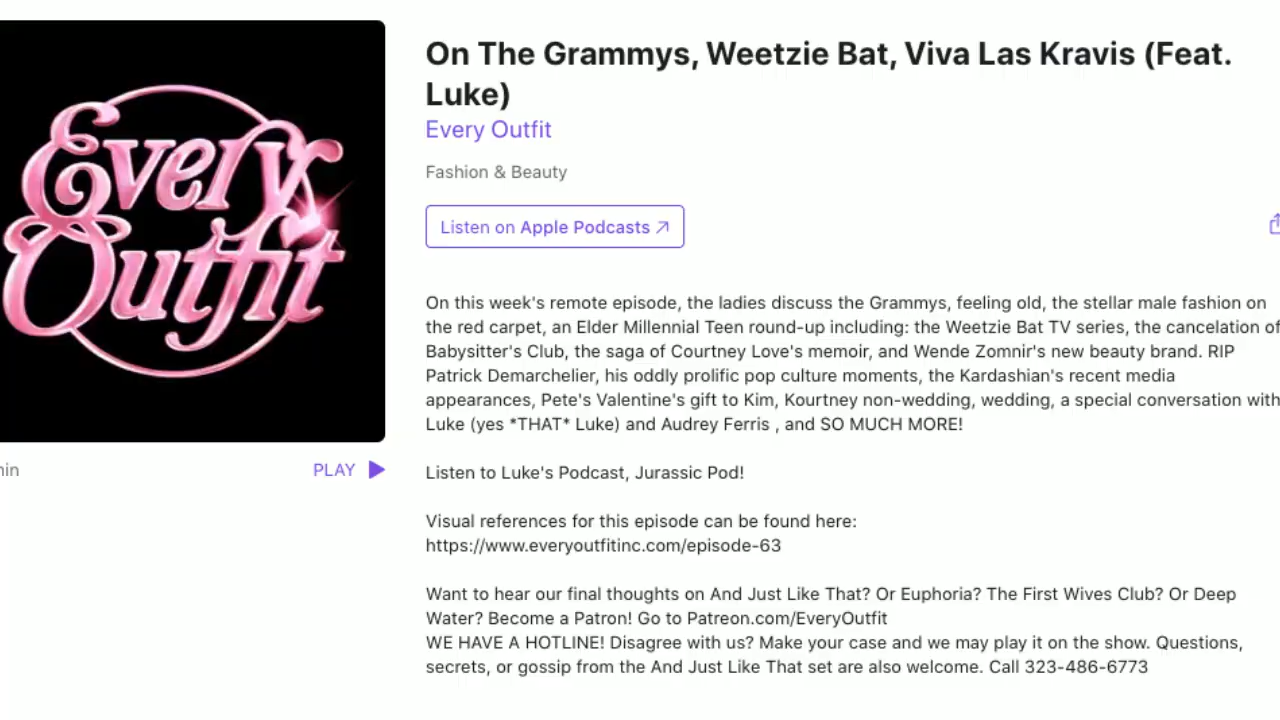 Every
Outfit
On The Grammys, Weetzie Bat, Viva Las Kravis (Feat.
Luke)
Every Outfit
Fashion & Beauty
Listen on Apple Podcasts
On this week's remote episode, the ladies discuss the Grammys, feeling old, the stellar male fashion on
the red carpet, an Elder Millennial Teen round-up including: the Weetzie Bat TV series, the cancelation of
Babysitter's Club, the saga of Courtney Love's memoir, and Wende Zomnir's new beauty brand. RIP
Patrick Demarchelier, his oddly prolific pop culture moments, the Kardashian's recent media
appearances, Pete's Valentine's gift to Kim, Kourtney non-wedding, wedding, a special conversation with
Luke (yes *THAT* Luke) and Audrey Ferris , and SO MUCH MORE!
PLAY
Listen to Luke's Podcast, Jurassic Pod!
Visual references for this episode can be found here:
https://www.everyoutfitinc.com/episode-63
Want to hear our final thoughts on And Just Like That? Or Euphoria? The First Wives Club? Or Deep
Water? Become a Patron! Go to Patreon.com/EveryOutfit
WE HAVE A HOTLINE! Disagree with us? Make your case and we may play it on the show. Questions,
secrets, or gossip from the And Just Like That set are also welcome. Call 323-486-6773